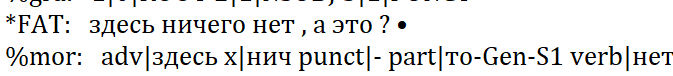 *FAT: здесь ничего нет , а это ? •
%mor: adv|здесь x|нич punct|- part|то-Gen-S1 verb|нет